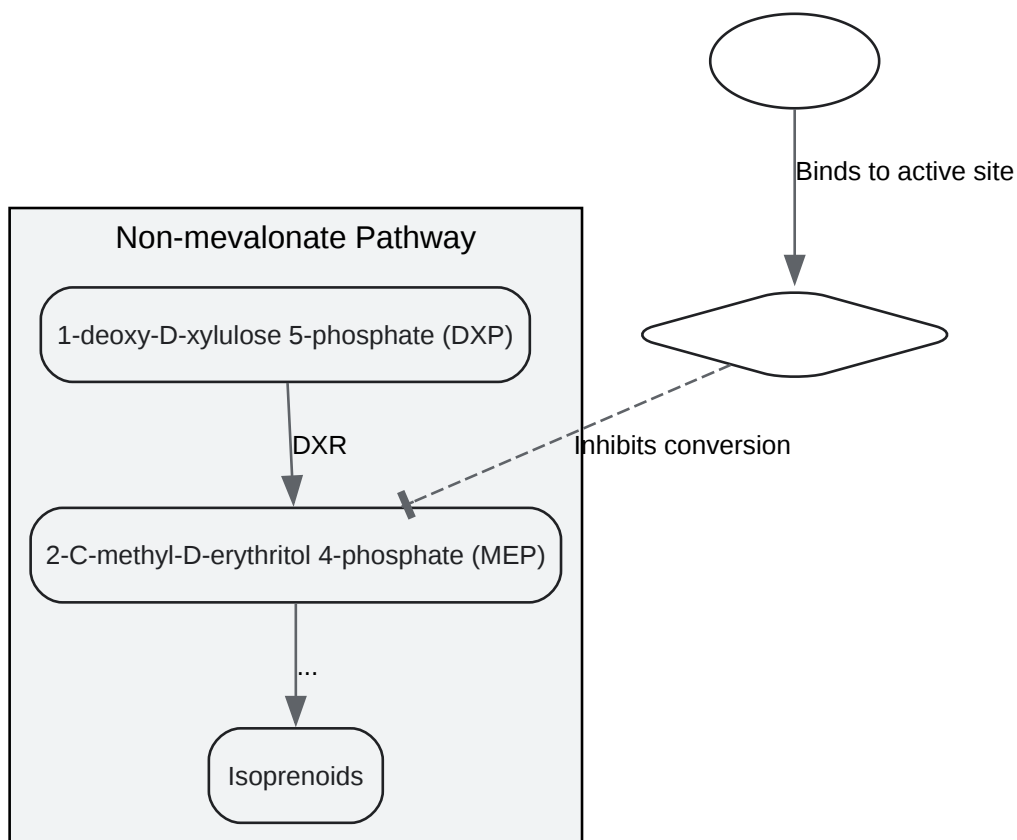 Binds to active site
Non-mevalonate Pathway
1-deoxy-D-xylulose 5-phosphate (DXP)
DXR
Inhibits conversion
2-C-methyl-D-erythritol 4-phosphate (MEP)
...
Isoprenoids